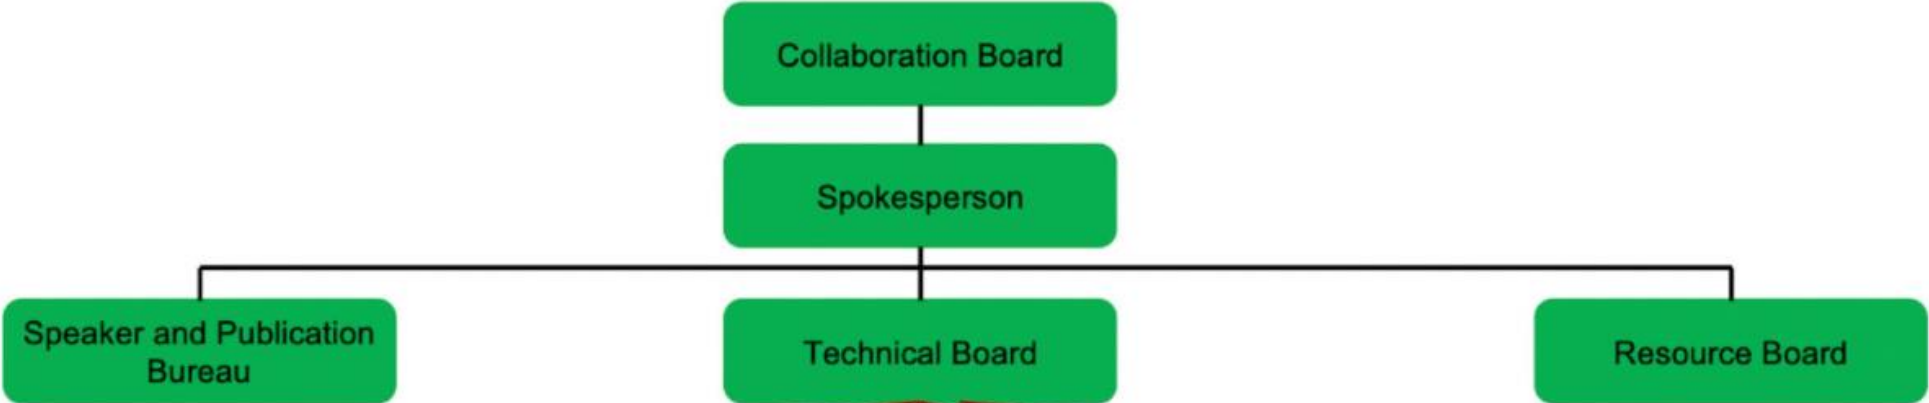 Collaboration Board
Spokesperson
Speaker and Publication
Bureau
Technical Board
Resource Board